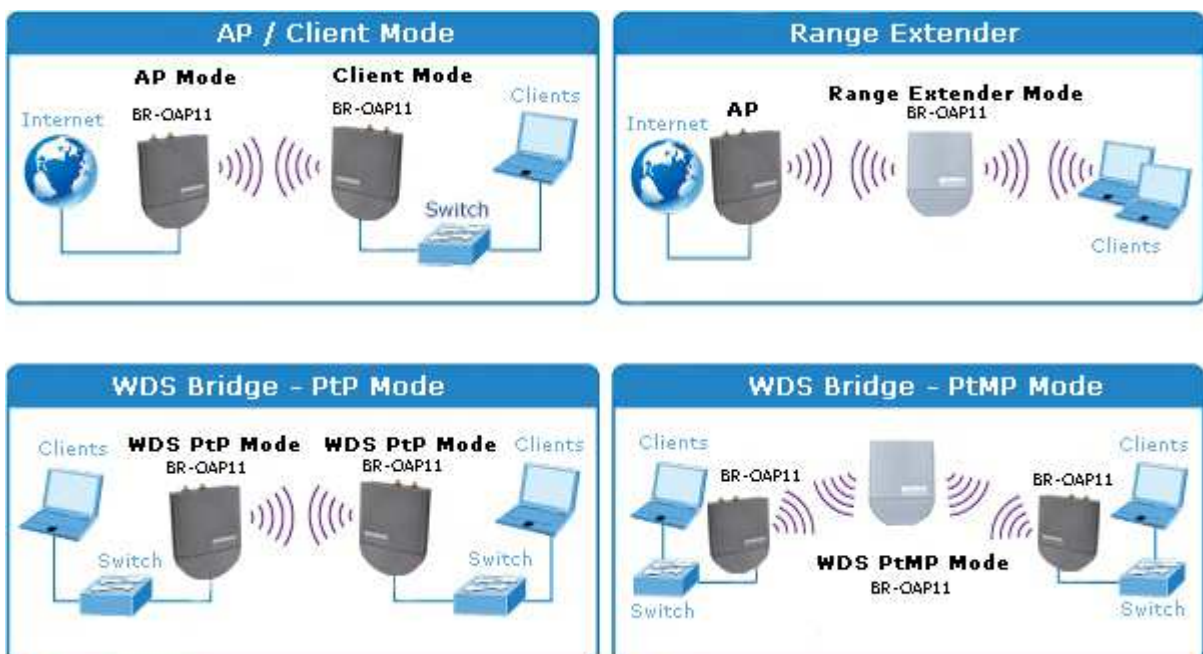 AP / Client Mode
AP Mode
Client Mode
BR-OAP11
BR-OAP11
Clients
Internet
Switch
Range Extender
AP
Range Extender Mode
BR-OAP11
Internet
Clients
WDS Bridge - PtP Mode
Clients
WDS PtP Mode
WDS PtP Mode
Clients
BR-OAP11
BR-OAP11
Switch
Switch
WDS Bridge - PtMP Mode
Clients
Clients
BR-OAP11
BR-OAP11
WDS PtMP Mode
BR-OAP11
Switch
Switch